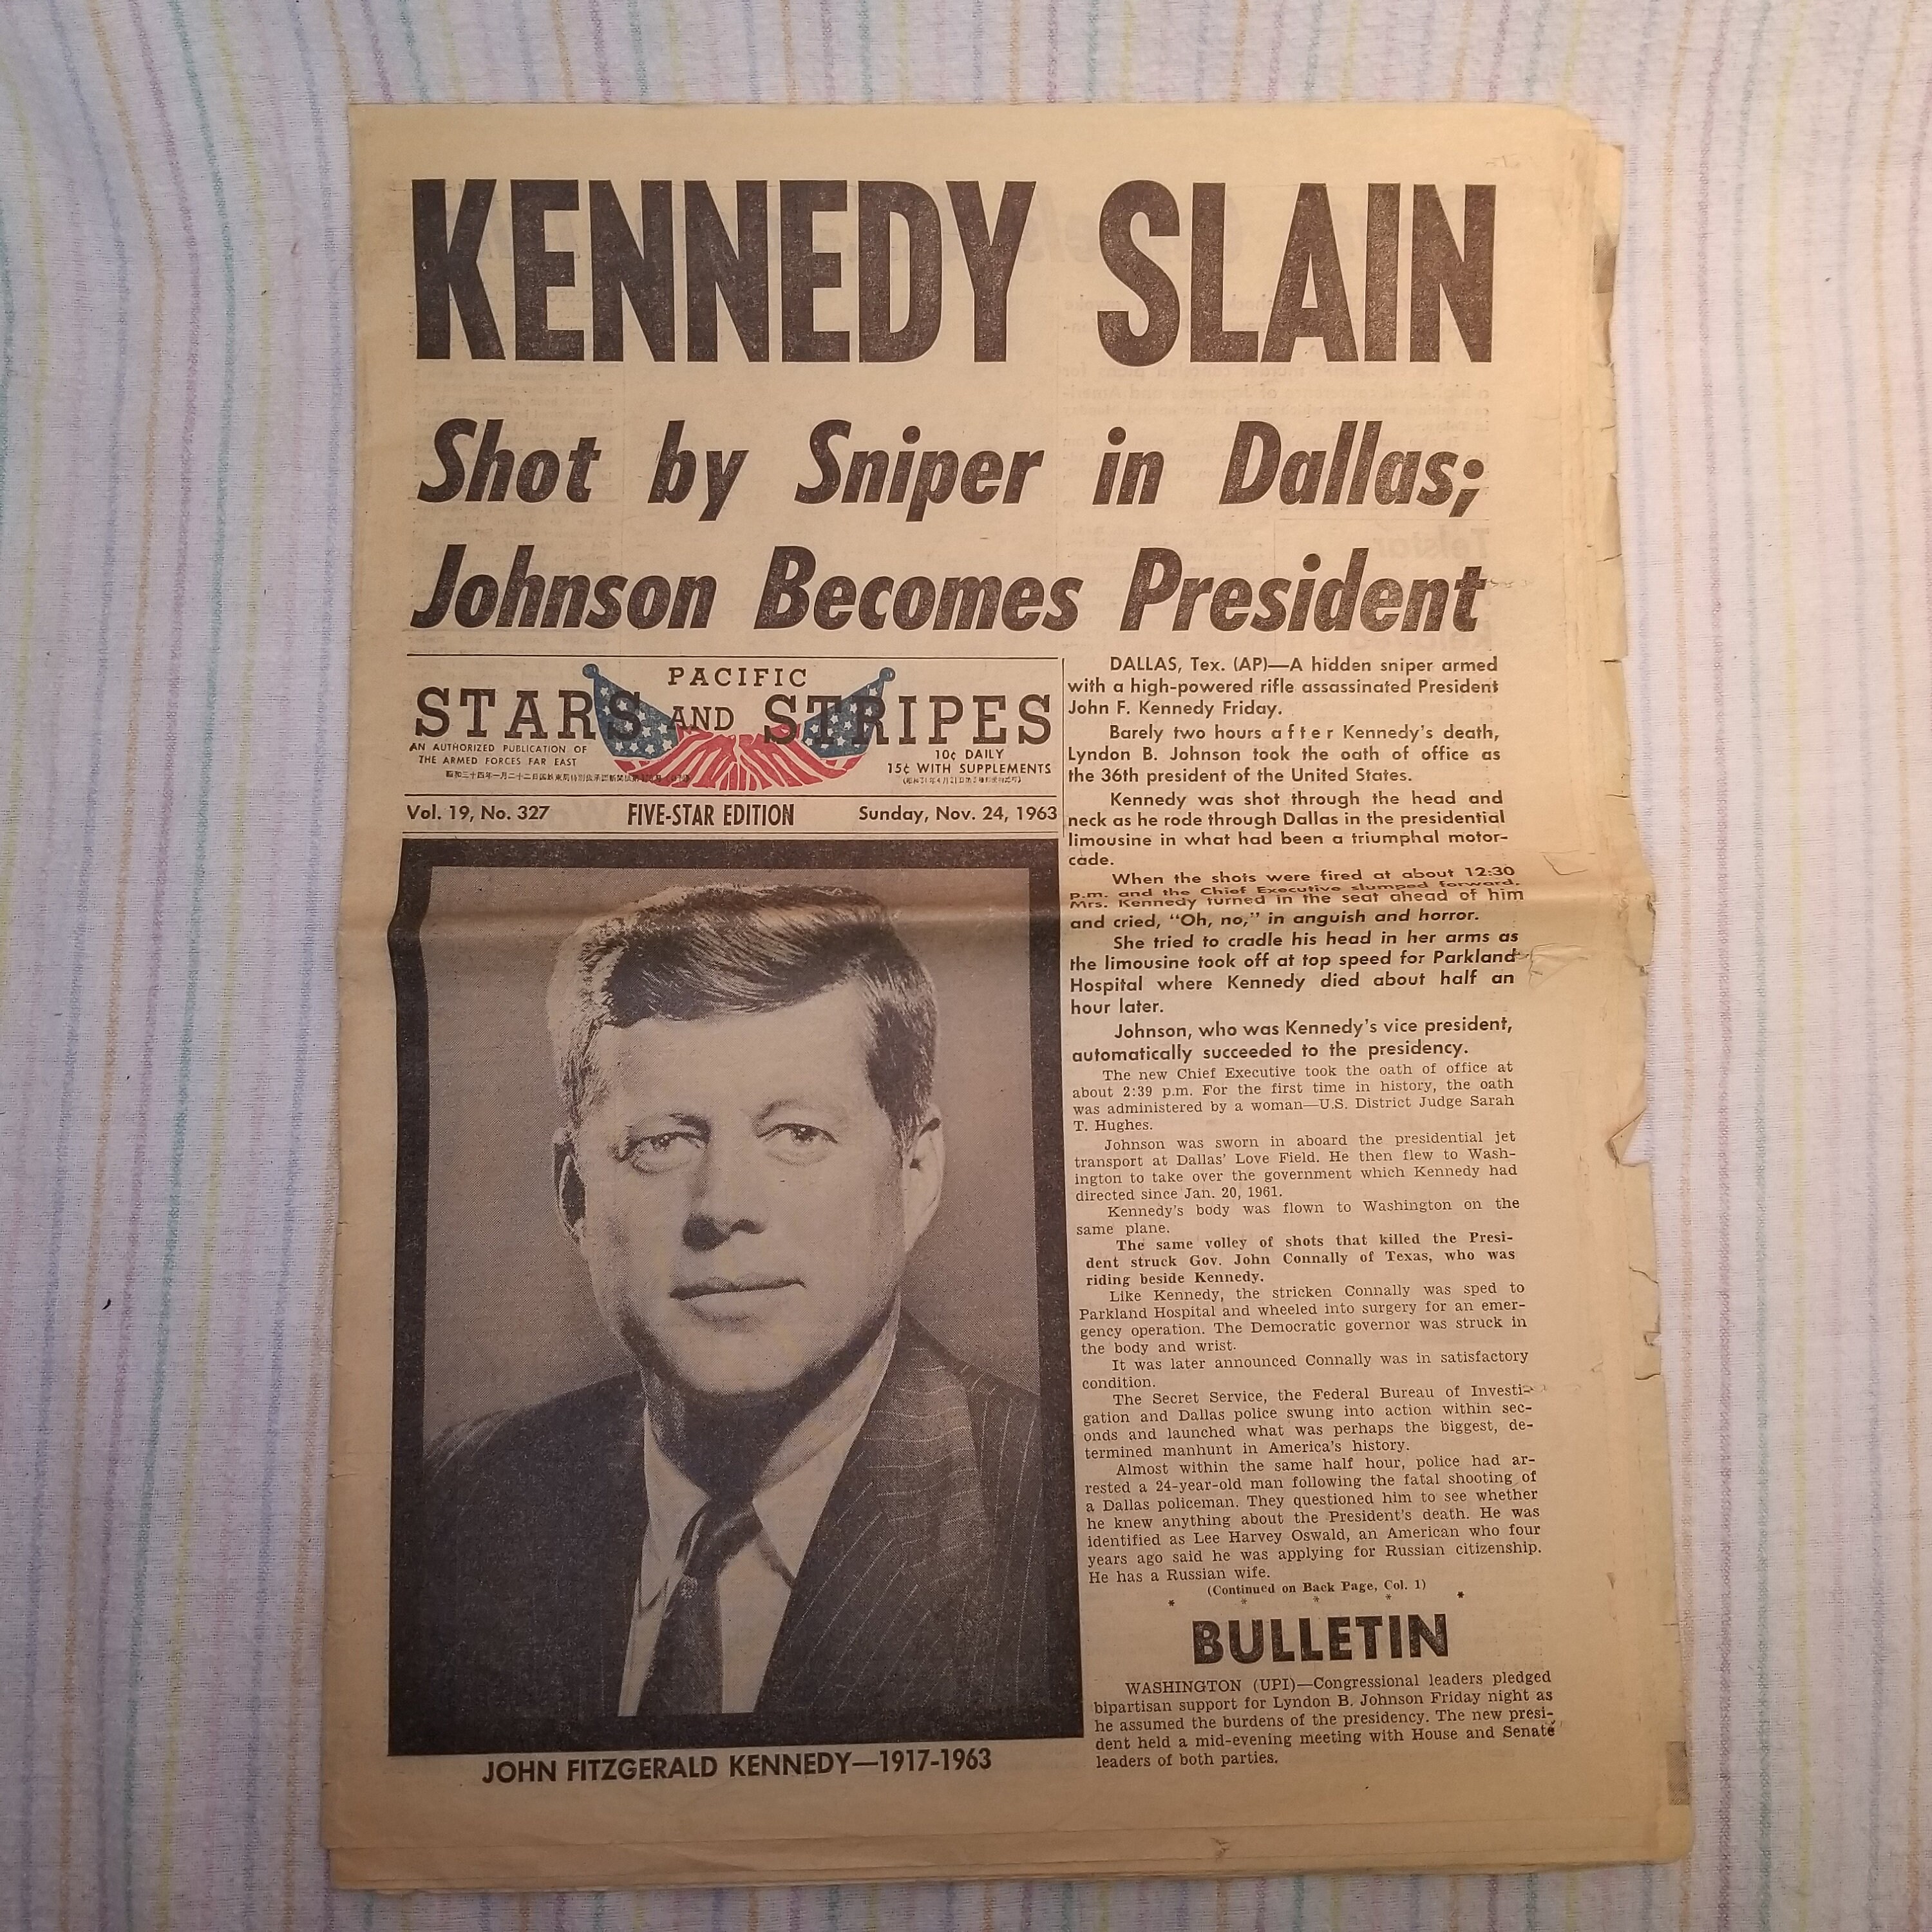 KENNEDY SLAIN
Shot by Sniper in Dallas;
Johnson Becomes President
PACIFIC
STARS AND STRIPES
AN AUTHORIZED PUBLICATION OF
THE ARMED FORCES FAR EAST
10¢ DAILY
15¢ WITH SUPPLEMENTS
Vol. 19, No. 327 FIVE-STAR EDITION Sunday, Nov. 24, 1963
JOHN FITZGERALD KENNEDY—1917-1963
DALLAS, Tex. (AP)—A hidden sniper armed
with a high-powered rifle assassinated President
John F. Kennedy Friday.
Barely two hours after Kennedy's death,
Lyndon B. Johnson took the oath of office as
the 36th president of the United States.
Kennedy was shot through the head and
neck as he rode through Dallas in the presidential
limousine in what had been a triumphal motor-
cade.
When the shots were fired at about 12:30
p.m. and the Chief Executive slumped forward,
Mrs. Kennedy turned in the seat ahead of him
and cried, "Oh, no," in anguish and horror.
She tried to cradle his head in her arms as
the limousine took off at top speed for Parkland
Hospital where Kennedy died about half an
hour later.
Johnson, who was Kennedy's vice president,
automatically succeeded to the presidency.
The new Chief Executive took the oath of office at
about 2:39 p.m. For the first time in history, the oath
was administered by a woman—U.S. District Judge Sarah
T. Hughes.
Johnson was sworn in aboard the presidential jet
transport at Dallas' Love Field. He then flew to Wash-
ington to take over the government which Kennedy had
directed since Jan. 20, 1961.
Kennedy's body was flown to Washington on the
same plane.
The same volley of shots that killed the Presi-
dent struck Gov. John Connally of Texas, who was
riding beside Kennedy.
Like Kennedy, the stricken Connally was sped to
Parkland Hospital and wheeled into surgery for an emer-
gency operation. The Democratic governor was struck in
the body and wrist.
It was later announced Connally was in satisfactory
condition.
The Secret Service, the Federal Bureau of Investi-
gation and Dallas police swung into action within sec-
onds and launched what was perhaps the biggest, de-
termined manhunt in America's history.
Almost within the same half hour, police had ar-
rested a 24-year-old man following the fatal shooting of
a Dallas policeman. They questioned him to see whether
he knew anything about the President's death. He was
identified as Lee Harvey Oswald, an American who four
years ago said he was applying for Russian citizenship.
He has a Russian wife.
(Continued on Back Page, Col. 1)
* * * * *
BULLETIN
WASHINGTON (UPI)—Congressional leaders pledged
bipartisan support for Lyndon B. Johnson Friday night as
he assumed the burdens of the presidency. The new presi-
dent held a mid-evening meeting with House and Senate
leaders of both parties.